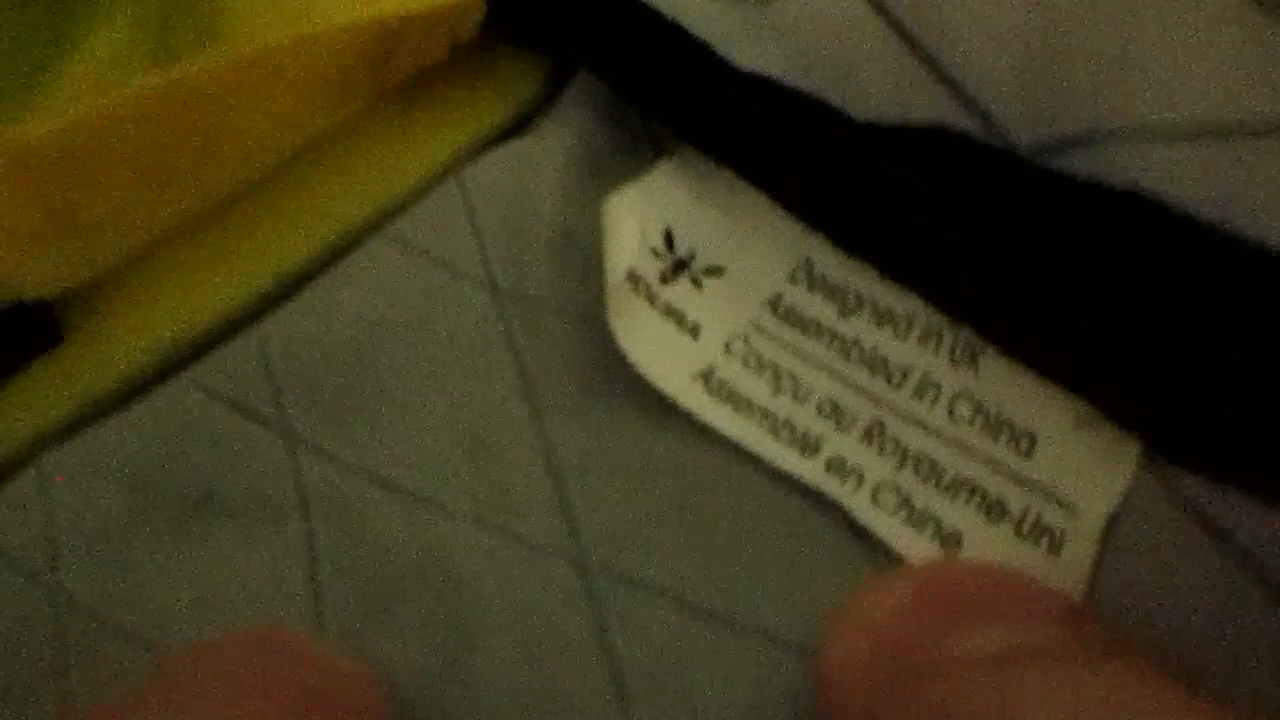 Designed in UK
Assembled in China
Conçu au Royaume-Uni
Assemblé en Chine